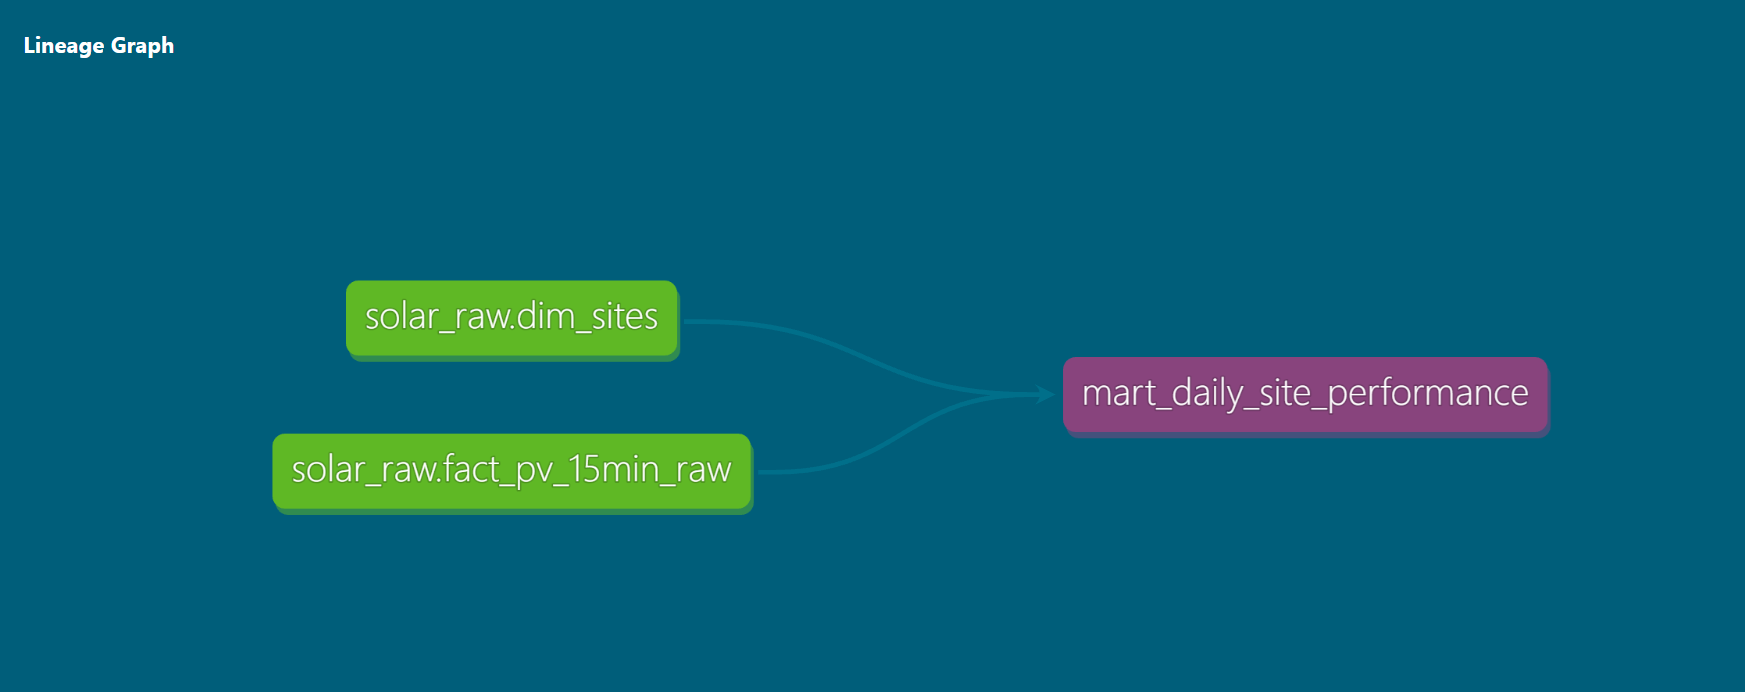 Lineage Graph
solar_raw.dim_sites
mart_daily_site_performance
solar_raw.fact_pv_15min_raw